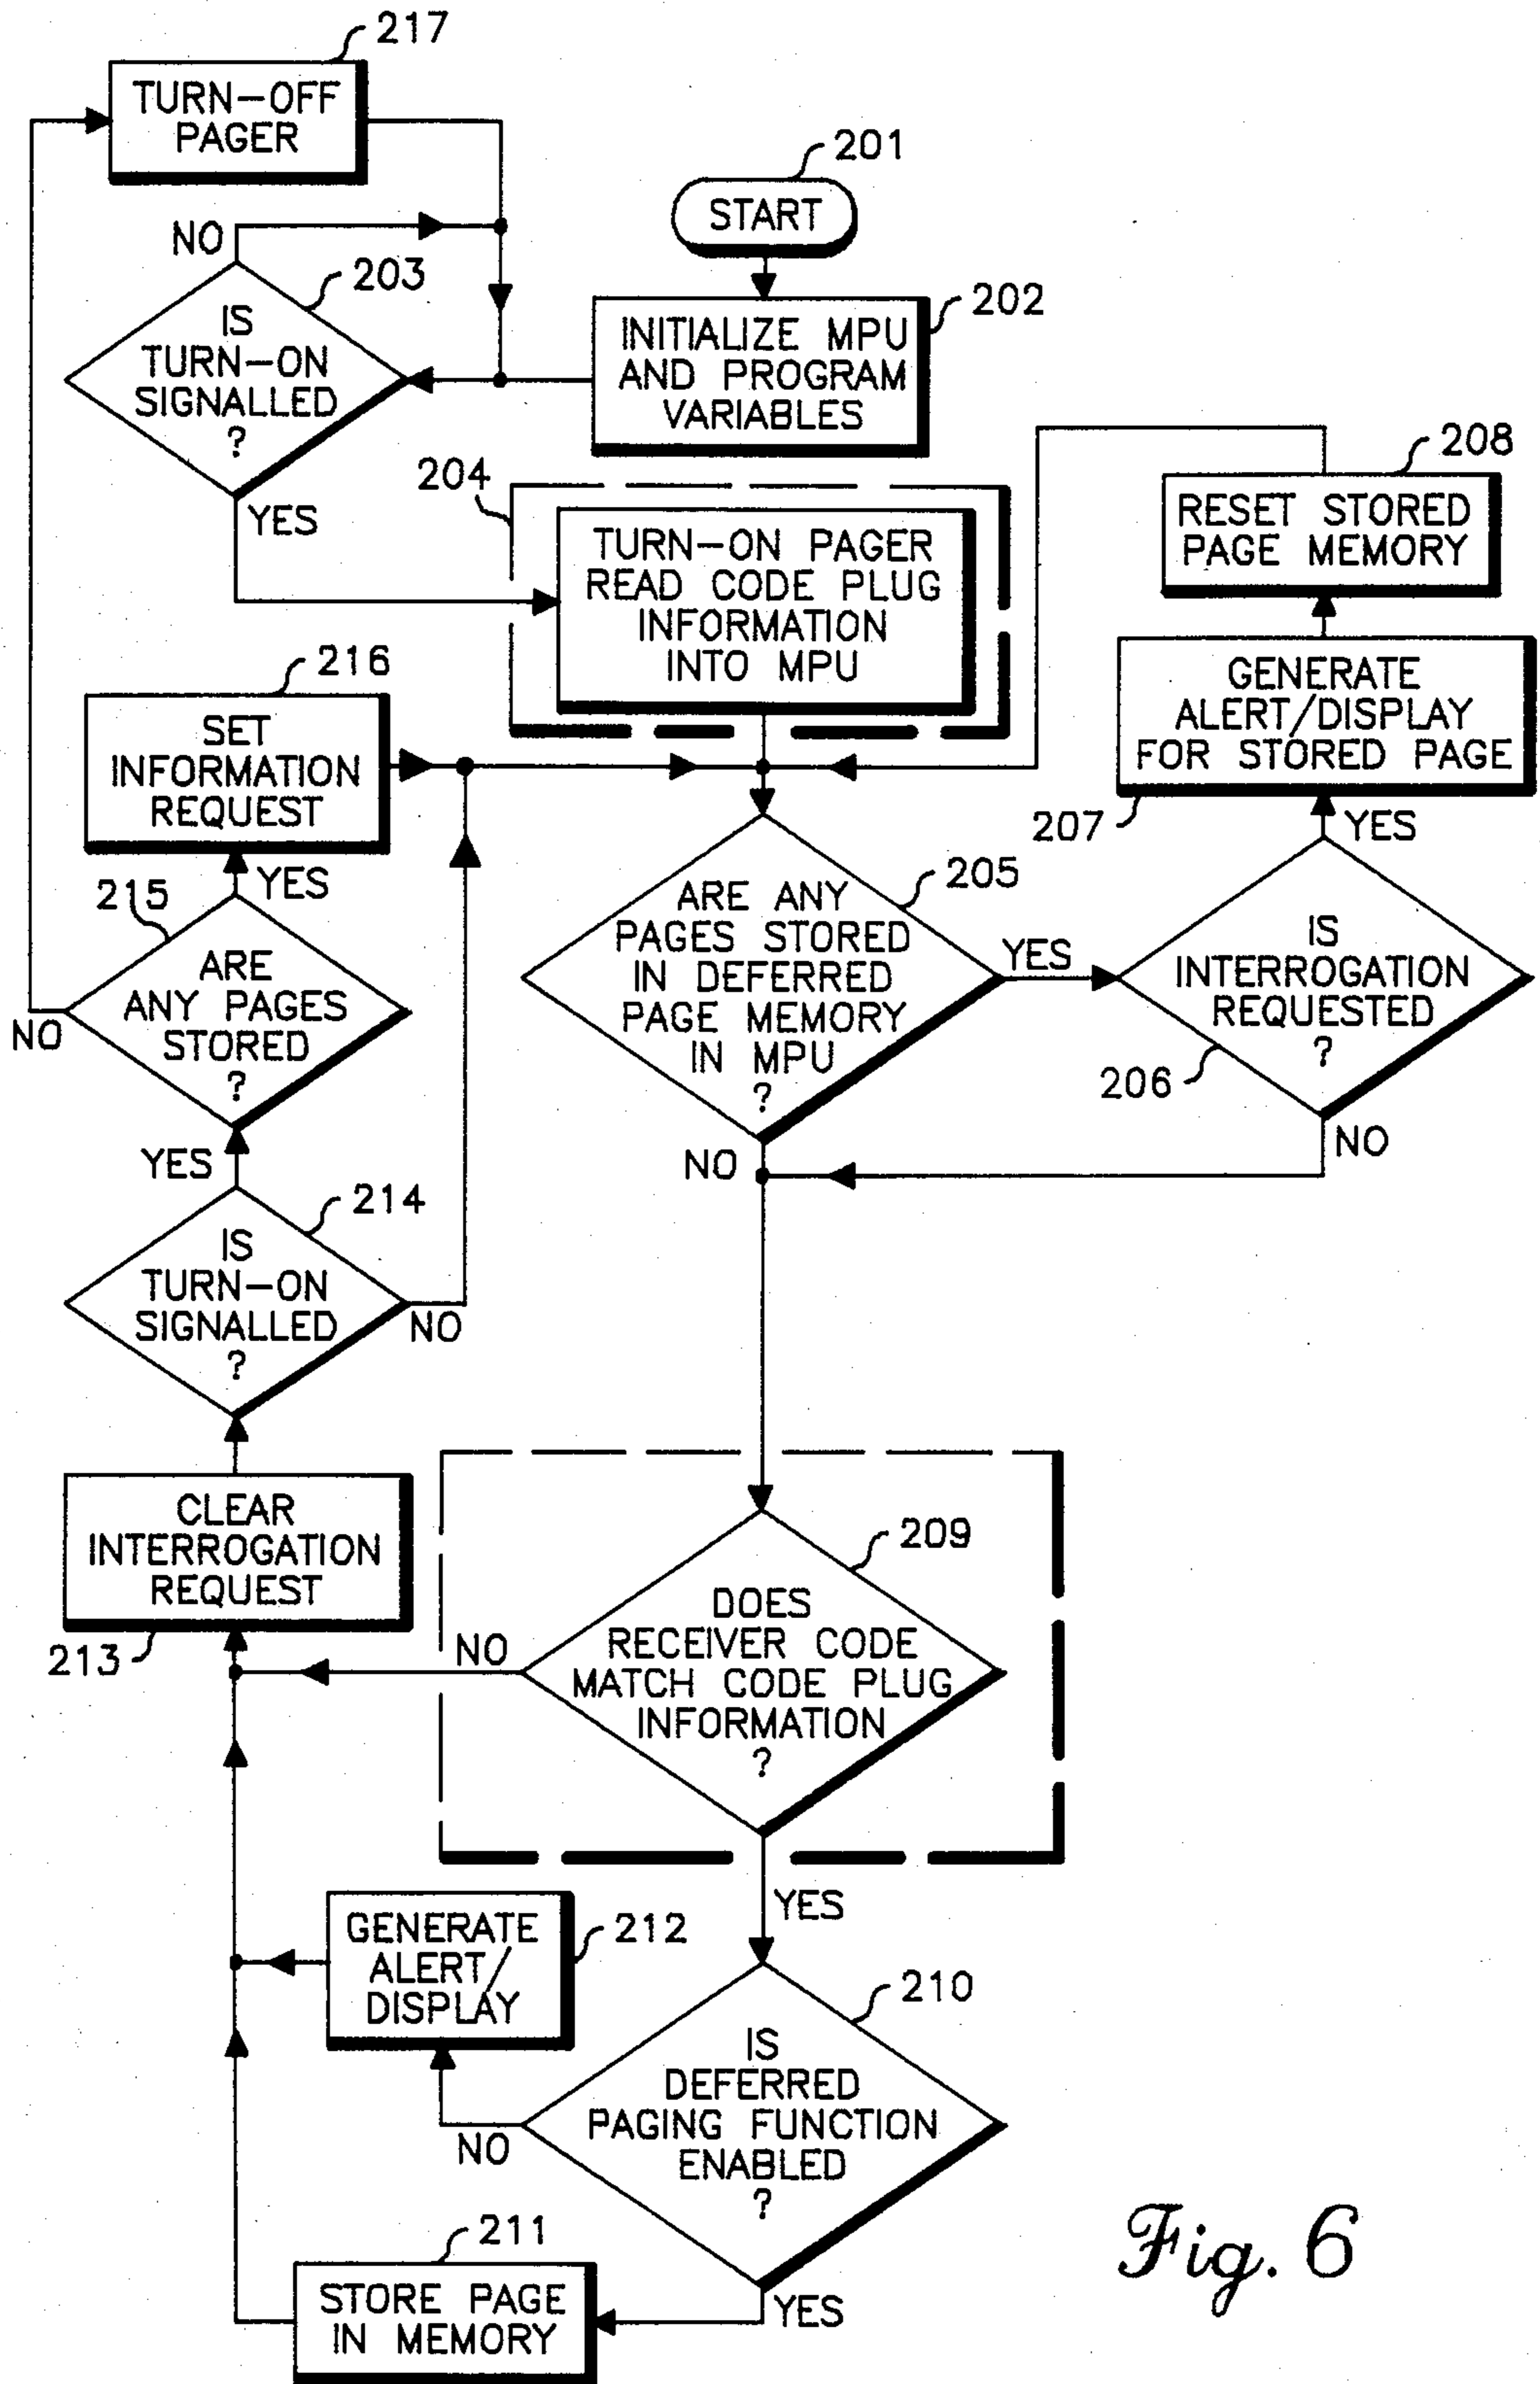 217
TURN-OFF
PAGER
201
START
NO
203
IS
TURN-ON
SIGNALLED
?
YES
202
INITIALIZE MPU
AND PROGRAM
VARIABLES
204
TURN-ON PAGER
READ CODE PLUG
INFORMATION
INTO MPU
208
RESET STORED
PAGE MEMORY
GENERATE
ALERT/DISPLAY
FOR STORED PAGE
207
YES
216
SET
INFORMATION
REQUEST
215
YES
ARE
ANY PAGES
STORED
?
NO
205
ARE ANY
PAGES STORED
IN DEFERRED
PAGE MEMORY
IN MPU
?
YES
NO
IS
INTERROGATION
REQUESTED
?
206
NO
YES
214
IS
TURN-ON
SIGNALLED
?
NO
CLEAR
INTERROGATION
REQUEST
213
209
DOES
RECEIVER CODE
MATCH CODE PLUG
INFORMATION
?
NO
YES
GENERATE
ALERT/
DISPLAY
212
210
IS
DEFERRED
PAGING FUNCTION
ENABLED
?
NO
YES
211
STORE PAGE
IN MEMORY
Fig. 6